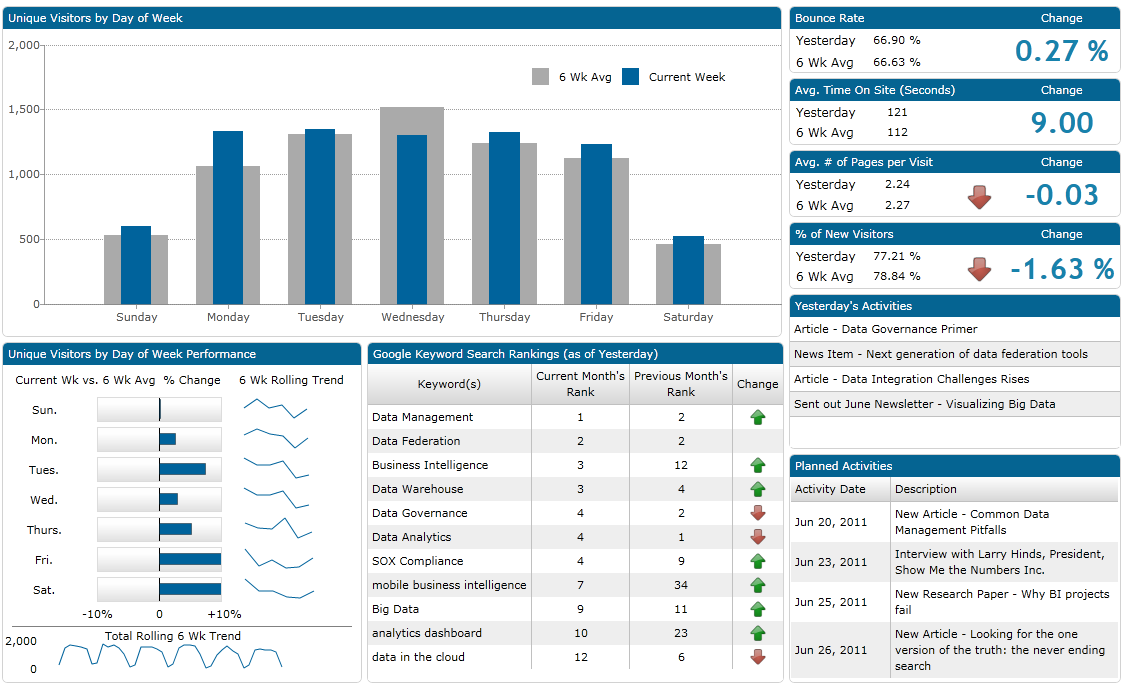 Unique Visitors by Day of Week
2,000
6 Wk Avg Current Week
1,500
1,000
500
0
Sunday Monday Tuesday Wednesday Thursday Friday Saturday
Bounce Rate Change
Yesterday 66.90 %
6 Wk Avg 66.63 %
0.27 %
Avg. Time On Site (Seconds) Change
Yesterday 121
6 Wk Avg 112
9.00
Avg. # of Pages per Visit Change
Yesterday 2.24
6 Wk Avg 2.27
-0.03
% of New Visitors Change
Yesterday 77.21 %
6 Wk Avg 78.84 %
-1.63 %
Yesterday's Activities
Article - Data Governance Primer
News Item - Next generation of data federation tools
Article - Data Integration Challenges Rises
Sent out June Newsletter - Visualizing Big Data
Unique Visitors by Day of Week Performance
Current Wk vs. 6 Wk Avg % Change 6 Wk Rolling Trend
Sun.
Mon.
Tues.
Wed.
Thurs.
Fri.
Sat.
-10% 0 +10%
Total Rolling 6 Wk Trend
2,000
0
Google Keyword Search Rankings (as of Yesterday)
Keyword(s) Current Month's Rank Previous Month's Rank Change
Data Management 1 2
Data Federation 2 2
Business Intelligence 3 12
Data Warehouse 3 4
Data Governance 4 2
Data Analytics 4 1
SOX Compliance 4 9
mobile business intelligence 7 34
Big Data 9 11
analytics dashboard 10 23
data in the cloud 12 6
Planned Activities
Activity Date Description
Jun 20, 2011 New Article - Common Data
Management Pitfalls
Jun 23, 2011 Interview with Larry Hinds, President,
Show Me the Numbers Inc.
Jun 25, 2011 New Research Paper - Why BI projects
fail
Jun 26, 2011 New Article - Looking for the one
version of the truth: the never ending
search